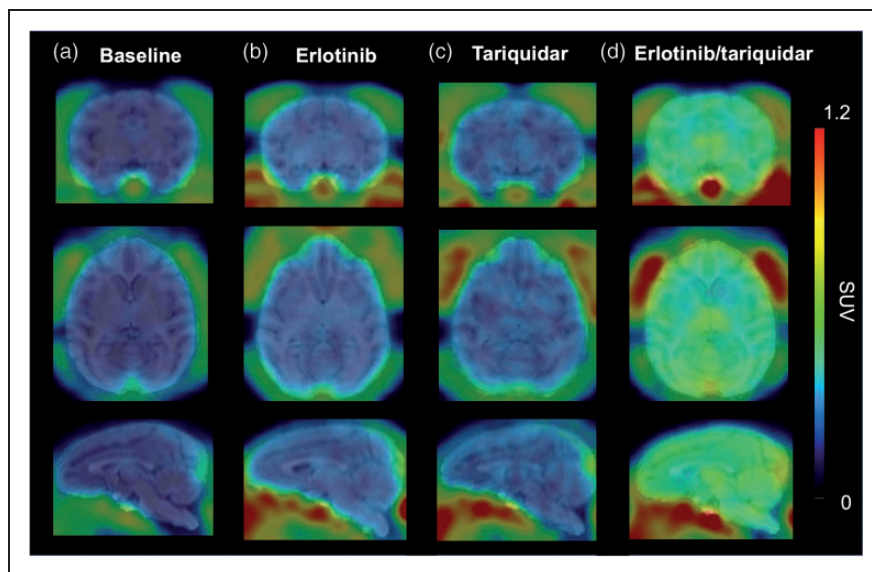 (a) Baseline
(b) Erlotinib
(c) Tariquidar
(d) Erlotinib/tariquidar
1.2
SUV
0